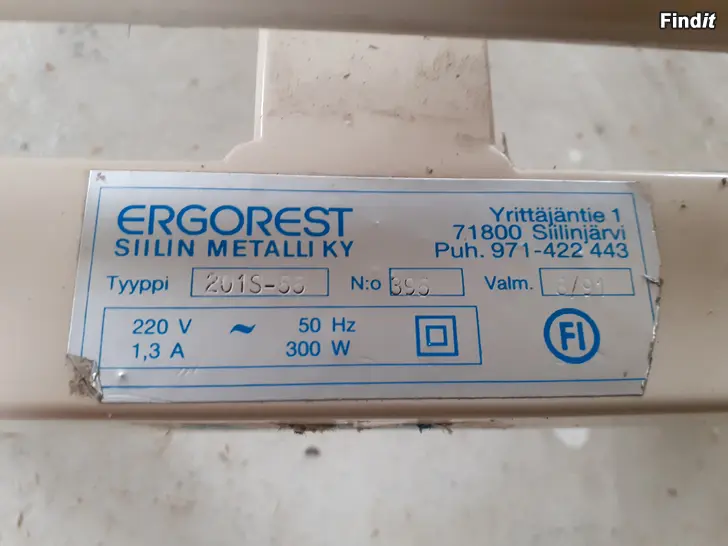 Findit
ERGOREST
SIILIN METALLI KY
Yrittäjäntie 1
71800 Siilinjärvi
Puh. 971-422 443
Tyyppi N:o Valm.
220 V ~ 50 Hz
1,3 A 300 W
FI